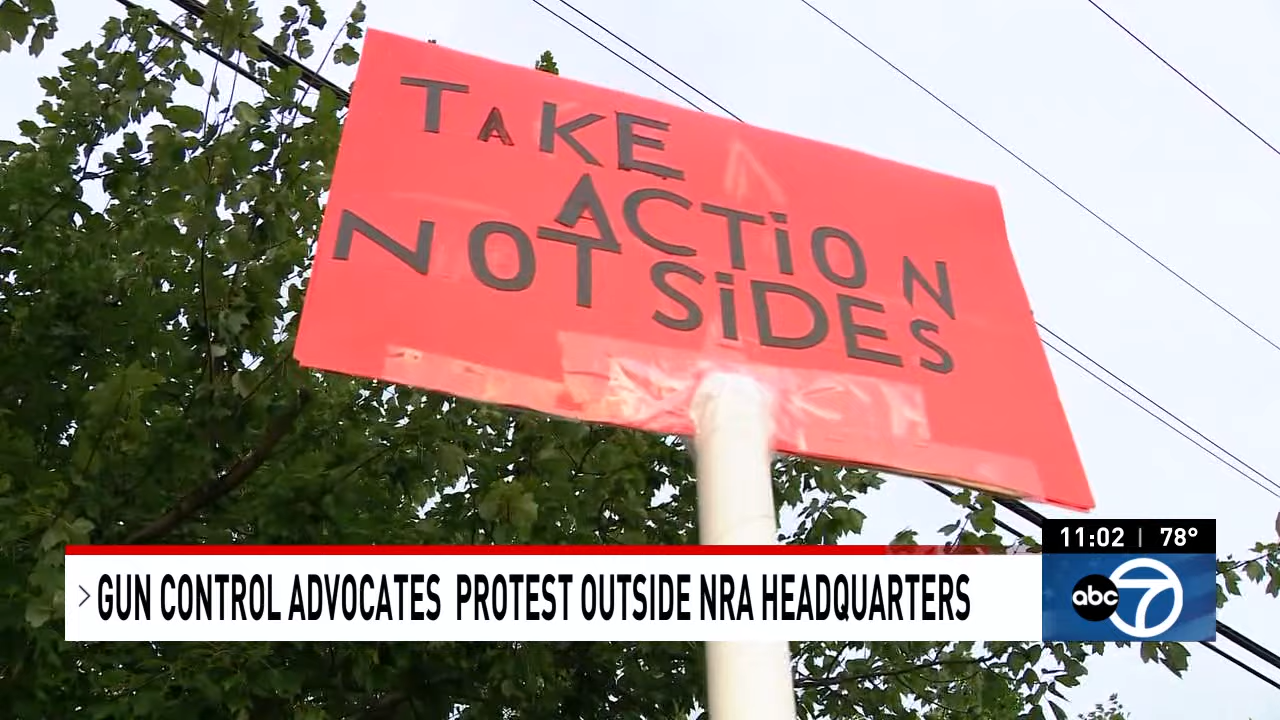 TAKE
ACTION
NOT SIDES
GUN CONTROL ADVOCATES PROTEST OUTSIDE NRA HEADQUARTERS
11:02 | 78°
abc 7